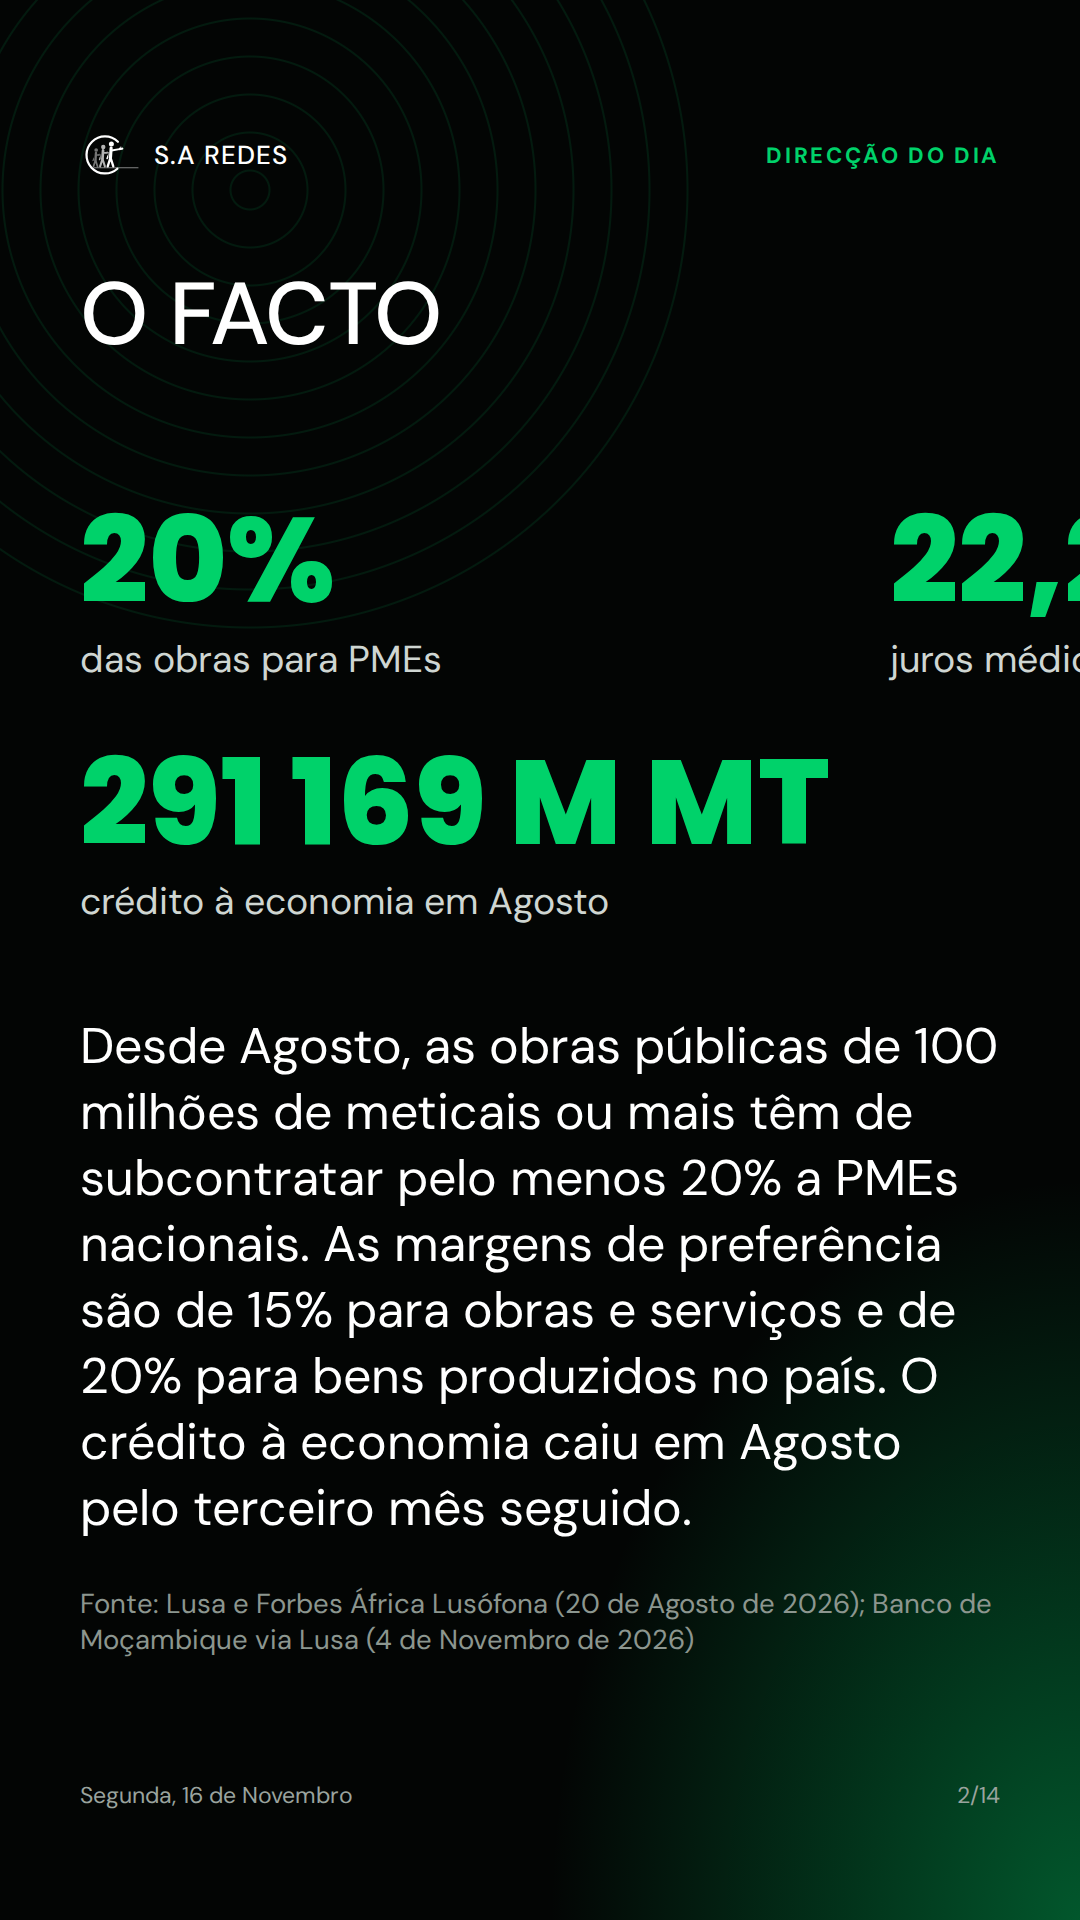 S.A REDES
DIRECÇÃO DO DIA
O FACTO
20%
22,
das obras para PMEs
juros
291 169 M MT
crédito à economia em Agosto
Desde Agosto, as obras públicas de 100
milhões de meticais ou mais têm de
subcontratar pelo menos 20% a PMEs
nacionais. As margens de preferência
são de 15% para obras e serviços e de
20% para bens produzidos no país. O
crédito à economia caiu em Agosto
pelo terceiro mês seguido.
Fonte: Lusa e Forbes África Lusófona (20 de Agosto de 2026); Banco de
Moçambique via Lusa (4 de Novembro de 2026)
Segunda, 16 de Novembro
2/14